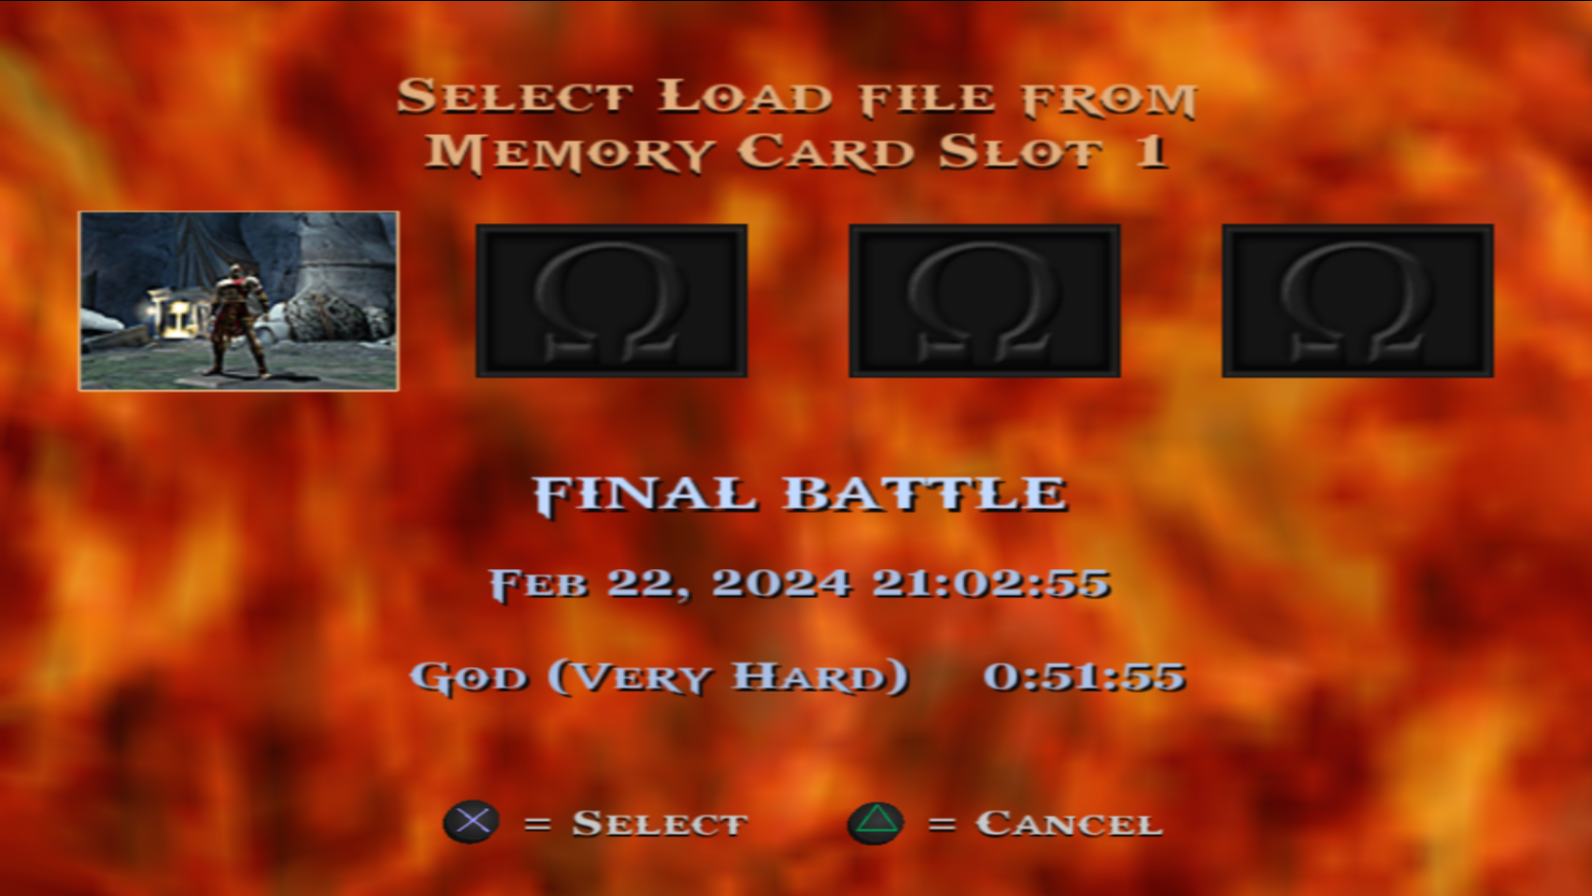 Select Load file from
Memory Card Slot 1
Ω Ω Ω
Final Battle
Feb 22, 2024 21:02:55
God (Very Hard) 0:51:55
= Select = Cancel